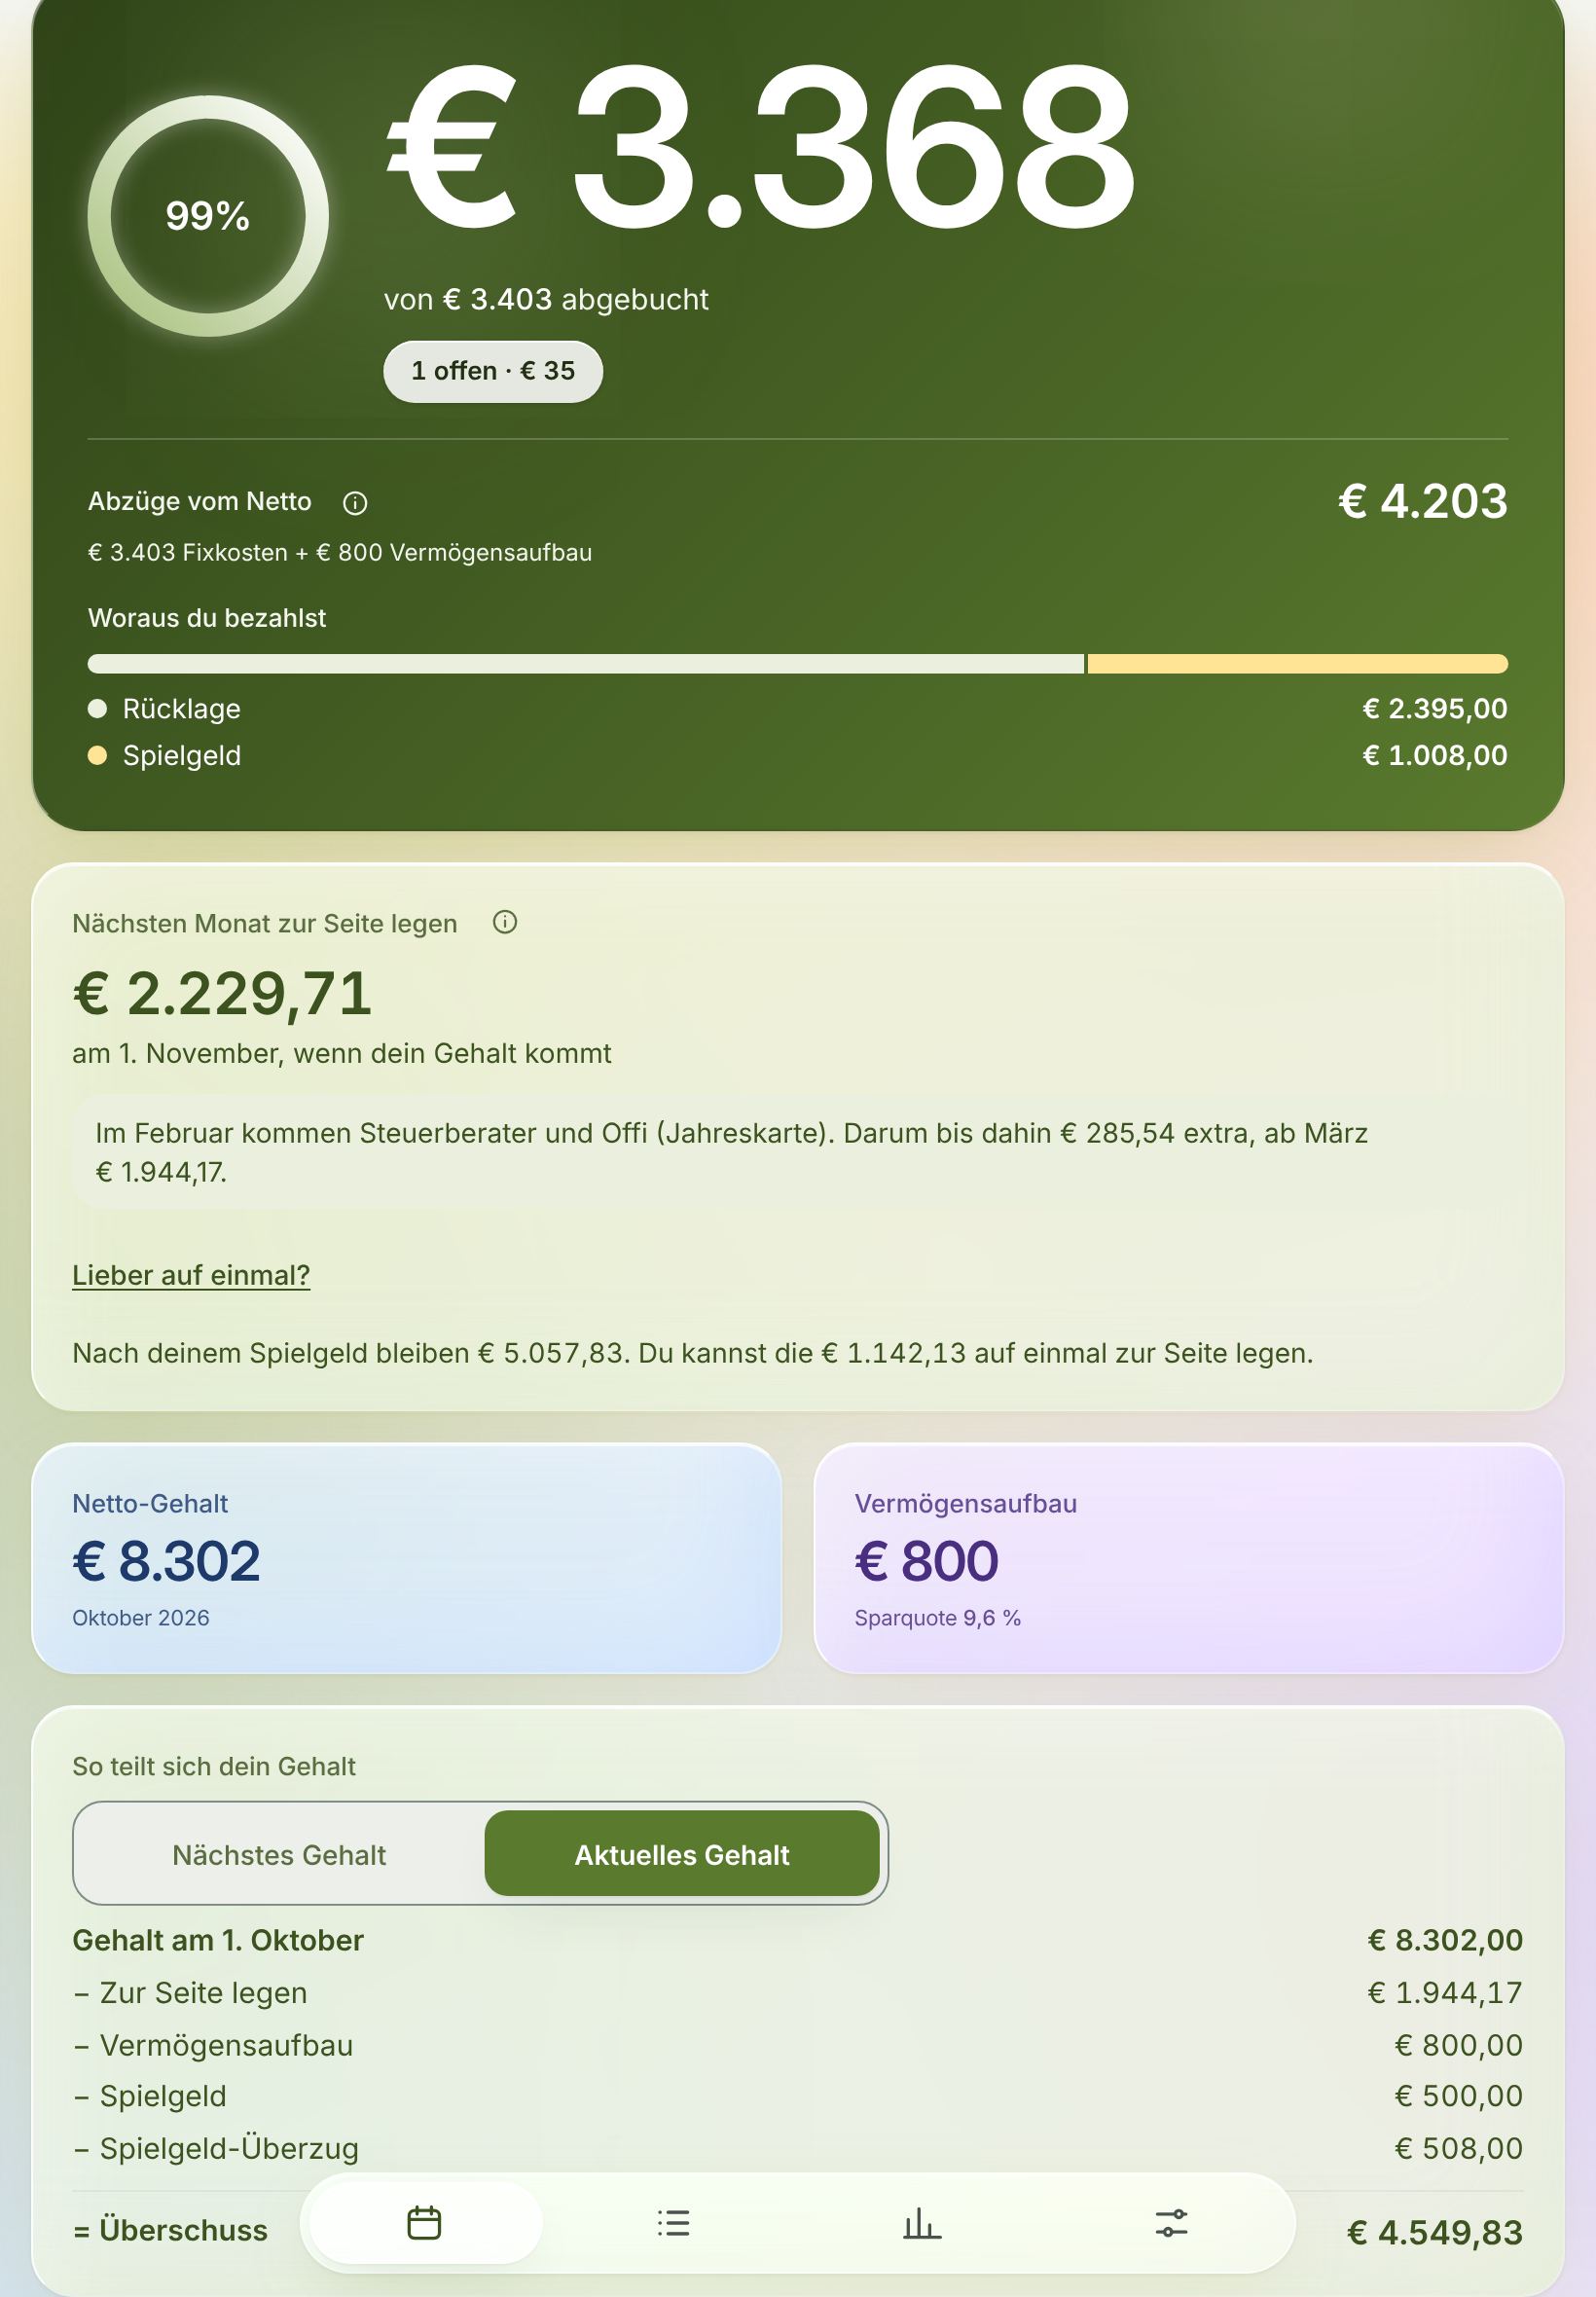 99%
€ 3.368
von € 3.403 abgebucht
1 offen · € 35
Abzüge vom Netto
€ 4.203
€ 3.403 Fixkosten + € 800 Vermögensaufbau
Woraus du bezahlst
Rücklage € 2.395,00
Spielgeld € 1.008,00
Nächsten Monat zur Seite legen
€ 2.229,71
am 1. November, wenn dein Gehalt kommt
Im Februar kommen Steuerberater und Offi (Jahreskarte). Darum bis dahin € 285,54 extra, ab März
€ 1.944,17.
Lieber auf einmal?
Nach deinem Spielgeld bleiben € 5.057,83. Du kannst die € 1.142,13 auf einmal zur Seite legen.
Netto-Gehalt
€ 8.302
Oktober 2026
Vermögensaufbau
€ 800
Sparquote 9,6 %
So teilt sich dein Gehalt
Nächstes Gehalt
Aktuelles Gehalt
Gehalt am 1. Oktober € 8.302,00
– Zur Seite legen € 1.944,17
– Vermögensaufbau € 800,00
– Spielgeld € 500,00
– Spielgeld-Überzug € 508,00
= Überschuss € 4.549,83